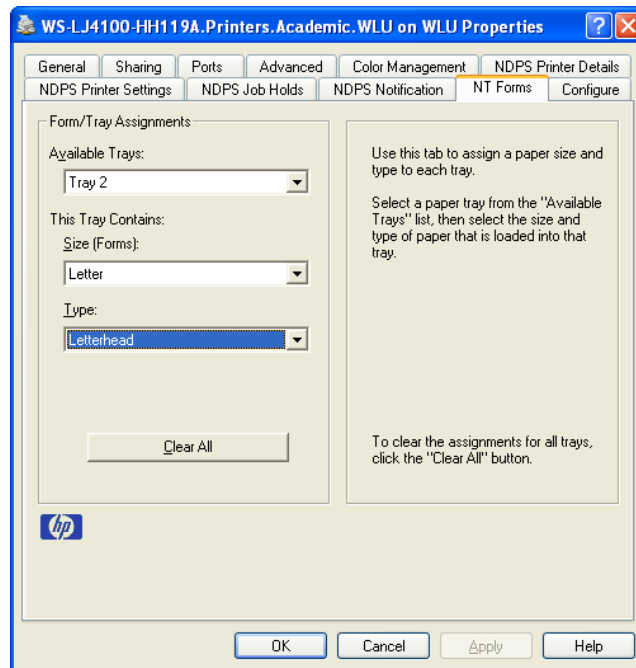 WS-LJ4100-HH119A.Printers.Academic.WLU on WLU Properties
General Sharing Ports Advanced Color Management NDPS Printer Details
NDPS Printer Settings NDPS Job Holds NDPS Notification NT Forms Configure
Form/Tray Assignments
Available Trays:
Tray 2
This Tray Contains:
Size (Forms):
Letter
Type:
Letterhead
Clear All
Use this tab to assign a paper size and
type to each tray.
Select a paper tray from the "Available
Trays" list, then select the size and
type of paper that is loaded into that
tray.
To clear the assignments for all trays,
click the "Clear All" button.
hp
OK Cancel Apply Help